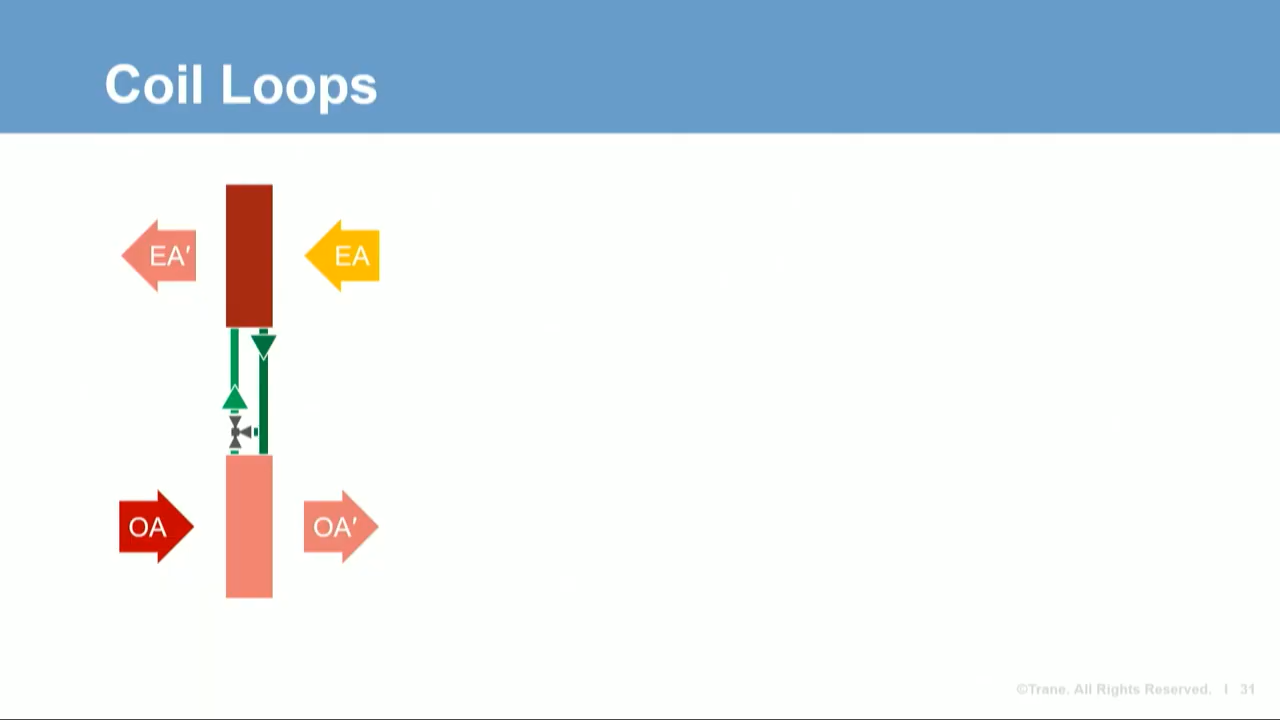 Coil Loops
EA′ EA
OA OA′
©Trane. All Rights Reserved. I 31